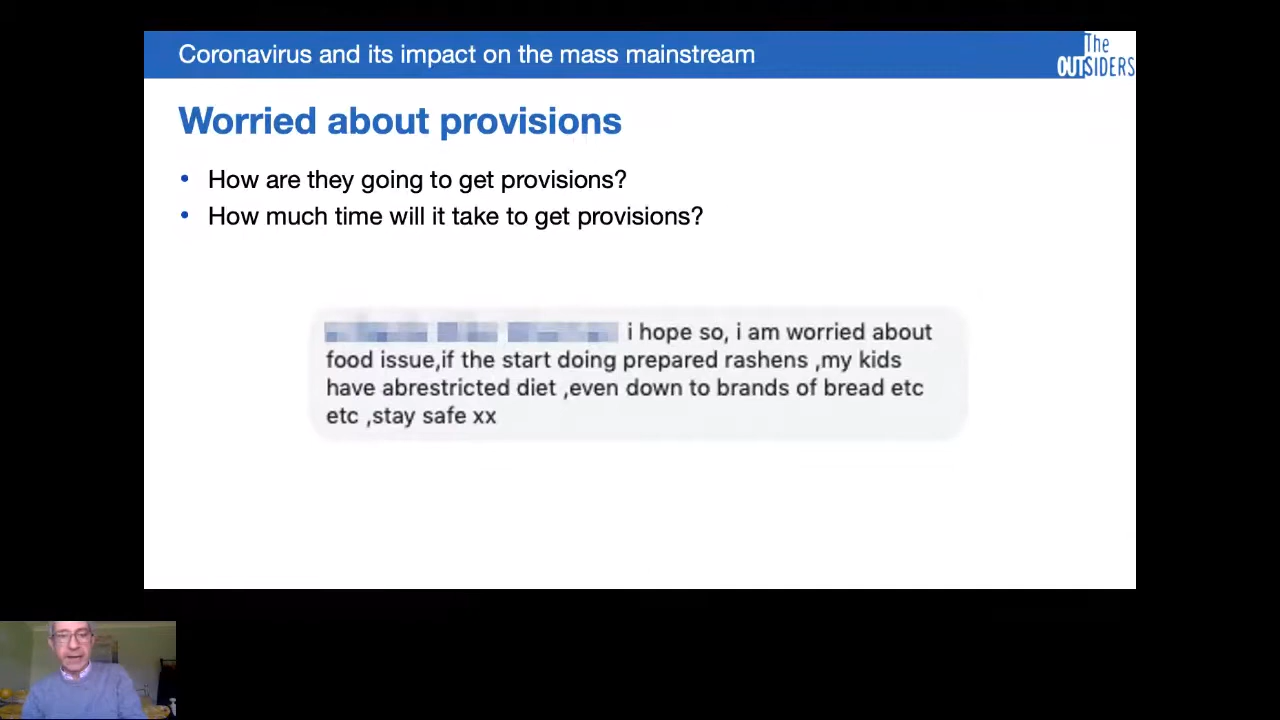 Coronavirus and its impact on the mass mainstream
The
OUTSIDERS
Worried about provisions
• How are they going to get provisions?
• How much time will it take to get provisions?
i hope so, i am worried about
food issue,if the start doing prepared rashens ,my kids
have abrestricted diet ,even down to brands of bread etc
etc ,stay safe xx